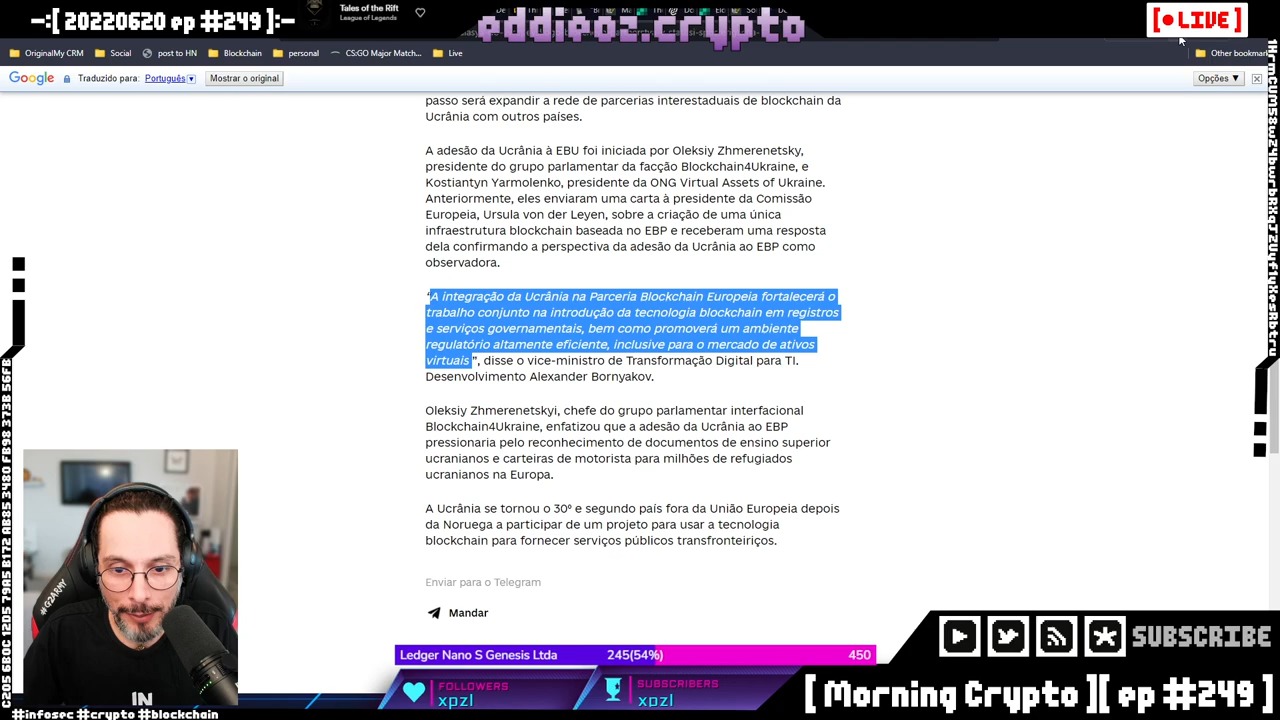 -:[ 20220620 ep #249 ]:-
Tales of the Rift
League of Legends
eddieoz.crypto
[• LIVE ]
OriginalMy CRM
Social
post to HN
Blockchain
personal
CS:GO Major Match...
Live
Other bookmark
Google
Traduzido para: Português
Mostrar o original
Opções ▼
passo será expandir a rede de parcerias interestaduais de blockchain da
Ucrânia com outros países.
A adesão da Ucrânia à EBU foi iniciada por Oleksiy Zhmerenetsky,
presidente do grupo parlamentar da facção Blockchain4Ukraine, e
Kostiantyn Yarmolenko, presidente da ONG Virtual Assets of Ukraine.
Anteriormente, eles enviaram uma carta à presidente da Comissão
Europeia, Ursula von der Leyen, sobre a criação de uma única
infraestrutura blockchain baseada no EBP e receberam uma resposta
dela confirmando a perspectiva da adesão da Ucrânia ao EBP como
observadora.
"A integração da Ucrânia na Parceria Blockchain Europeia fortalecerá o
trabalho conjunto na introdução da tecnologia blockchain em registros
e serviços governamentais, bem como promoverá um ambiente
regulatório altamente eficiente, inclusive para o mercado de ativos
virtuais ", disse o vice-ministro de Transformação Digital para TI.
Desenvolvimento Alexander Bornyakov.
Oleksiy Zhmerenetskyi, chefe do grupo parlamentar interfacional
Blockchain4Ukraine, enfatizou que a adesão da Ucrânia ao EBP
pressionaria pelo reconhecimento de documentos de ensino superior
ucranianos e carteiras de motorista para milhões de refugiados
ucranianos na Europa.
A Ucrânia se tornou o 30º e segundo país fora da União Europeia depois
da Noruega a participar de um projeto para usar a tecnologia
blockchain para fornecer serviços públicos transfronteiriços.
Enviar para o Telegram
Mandar
#G2ARMY
IN
Ledger Nano S Genesis Ltda
245(54%)
450
FOLLOWERS
xpzl
SUBSCRIBERS
xpzl
SUBSCRIBE
[ Morning Crypto ][ ep #249 ]
#infosec #crypto #blockchain